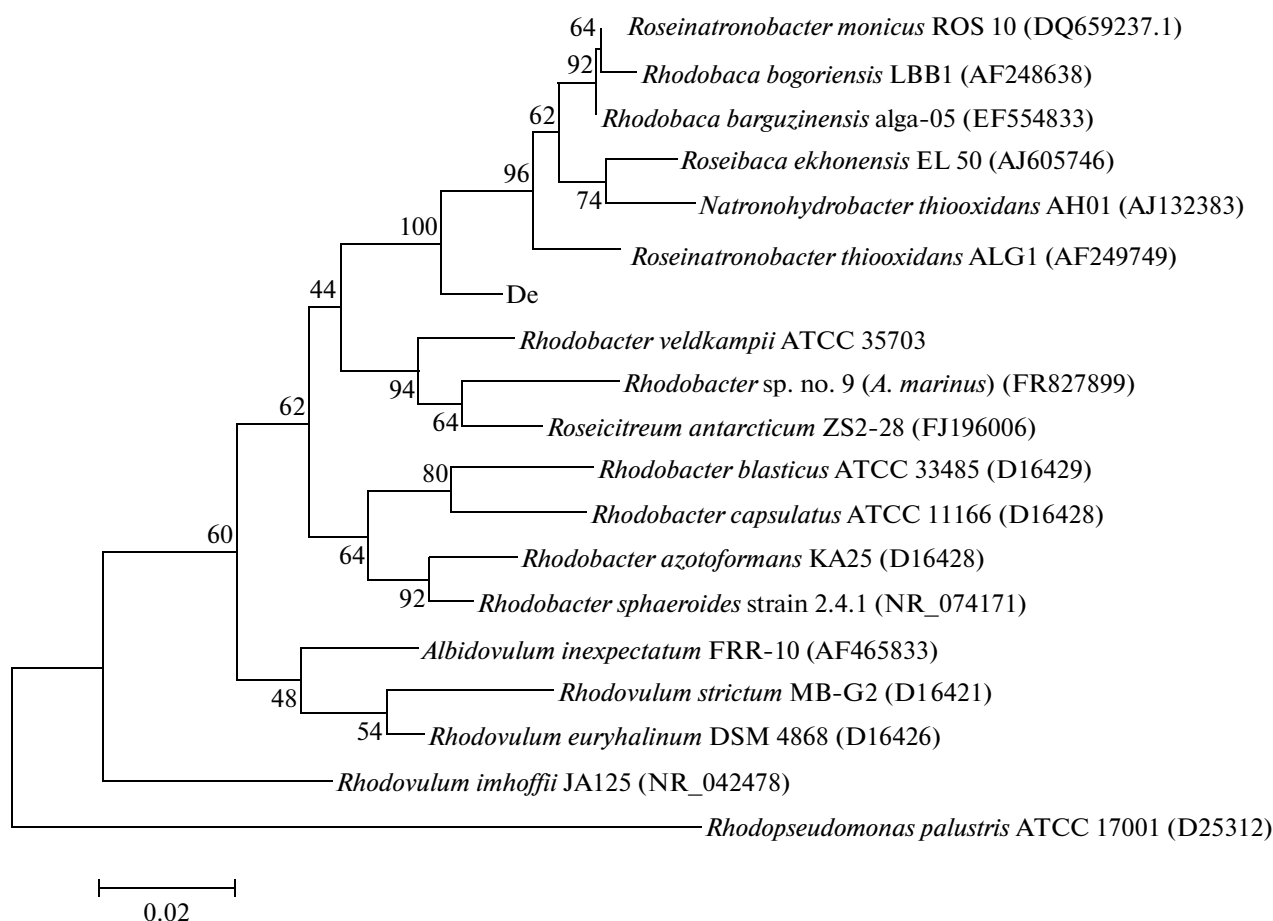 64
Roseinatronobacter monicus ROS 10 (DQ659237.1)
92
Rhodobaca bogoriensis LBB1 (AF248638)
62
Rhodobaca barguzinensis alga-05 (EF554833)
96
Roseibaca ekhonensis EL 50 (AJ605746)
74
Natronohydrobacter thiooxidans AH01 (AJ132383)
100
Roseinatronobacter thiooxidans ALG1 (AF249749)
44
De
Rhodobacter veldkampii ATCC 35703
94
Rhodobacter sp. no. 9 (A. marinus) (FR827899)
62
64
Roseicitreum antarcticum ZS2-28 (FJ196006)
80
Rhodobacter blasticus ATCC 33485 (D16429)
Rhodobacter capsulatus ATCC 11166 (D16428)
60
64
Rhodobacter azotoformans KA25 (D16428)
92
Rhodobacter sphaeroides strain 2.4.1 (NR_074171)
Albidovulum inexpectatum FRR-10 (AF465833)
48
Rhodovulum strictum MB-G2 (D16421)
54
Rhodovulum euryhalinum DSM 4868 (D16426)
Rhodovulum imhoffii JA125 (NR_042478)
Rhodopseudomonas palustris ATCC 17001 (D25312)
0.02